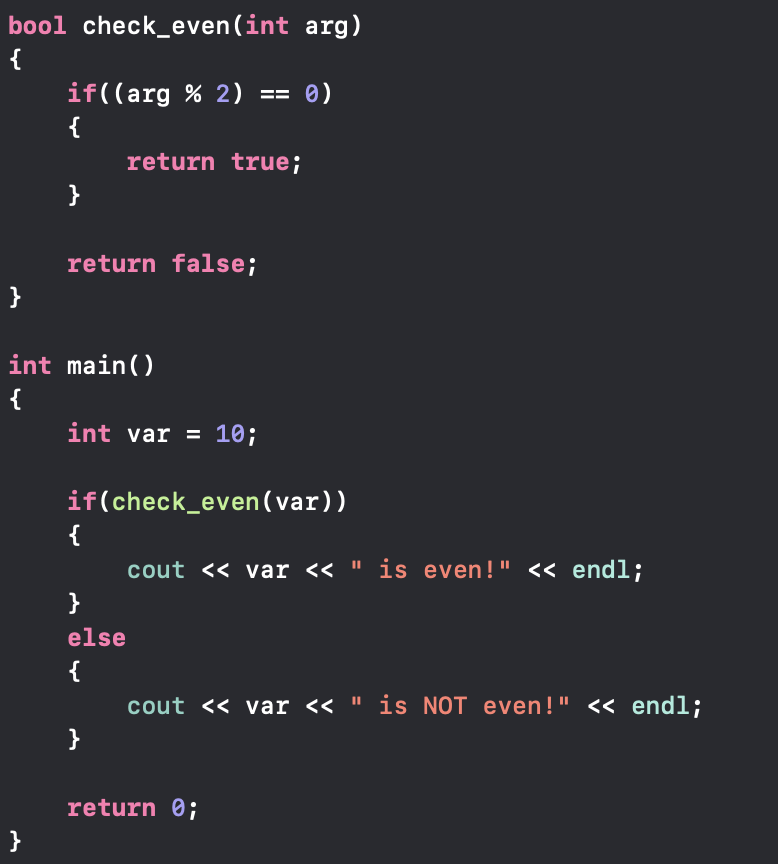 bool check_even(int arg)
{
    if((arg % 2) == 0)
    {
        return true;
    }

    return false;
}

int main()
{
    int var = 10;

    if(check_even(var))
    {
        cout << var << " is even!" << endl;
    }
    else
    {
        cout << var << " is NOT even!" << endl;
    }

    return 0;
}